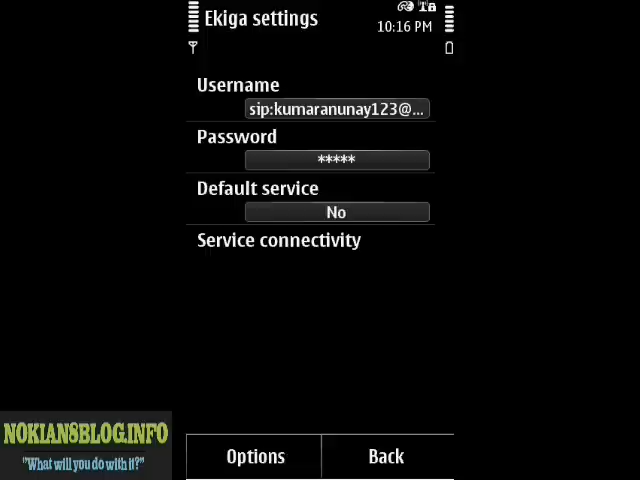 Ekiga settings
10:16 PM
Username
sip:kumaranunay123@...
Password
*****
Default service
No
Service connectivity
NOKIAN8BLOG.INFO
"What will you do with it?"
Options
Back